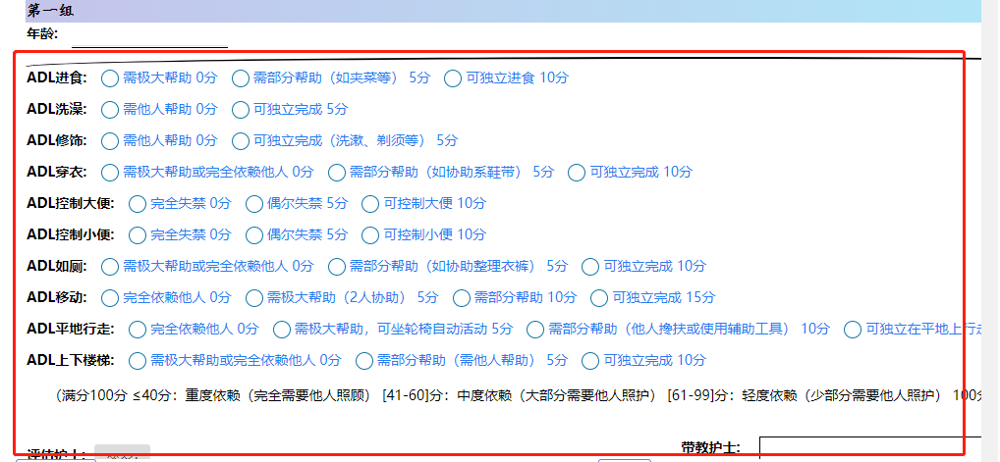 第一组
年龄:
ADL进食: 需极大帮助 0分 需部分帮助（如夹菜等） 5分 可独立进食 10分
ADL洗澡: 需他人帮助 0分 可独立完成 5分
ADL修饰: 需他人帮助 0分 可独立完成（洗漱、剃须等） 5分
ADL穿衣: 需极大帮助或完全依赖他人 0分 需部分帮助（如协助系鞋带） 5分 可独立完成 10分
ADL控制大便: 完全失禁 0分 偶尔失禁 5分 可控制大便 10分
ADL控制小便: 完全失禁 0分 偶尔失禁 5分 可控制小便 10分
ADL如厕: 需极大帮助或完全依赖他人 0分 需部分帮助（如协助整理衣裤） 5分 可独立完成 10分
ADL移动: 完全依赖他人 0分 需极大帮助（2人协助） 5分 需部分帮助 10分 可独立完成 15分
ADL平地行走: 完全依赖他人 0分 需极大帮助，可坐轮椅自动活动 5分 需部分帮助（他人搀扶或使用辅助工具） 10分 可独立在平地上行走
ADL上下楼梯: 需极大帮助或完全依赖他人 0分 需部分帮助（需他人帮助） 5分 可独立完成 10分
（满分100分 ≤40分：重度依赖（完全需要他人照顾） [41-60]分：中度依赖（大部分需要他人照护） [61-99]分：轻度依赖（少部分需要他人照护） 100分
评估护士:
带教护士: